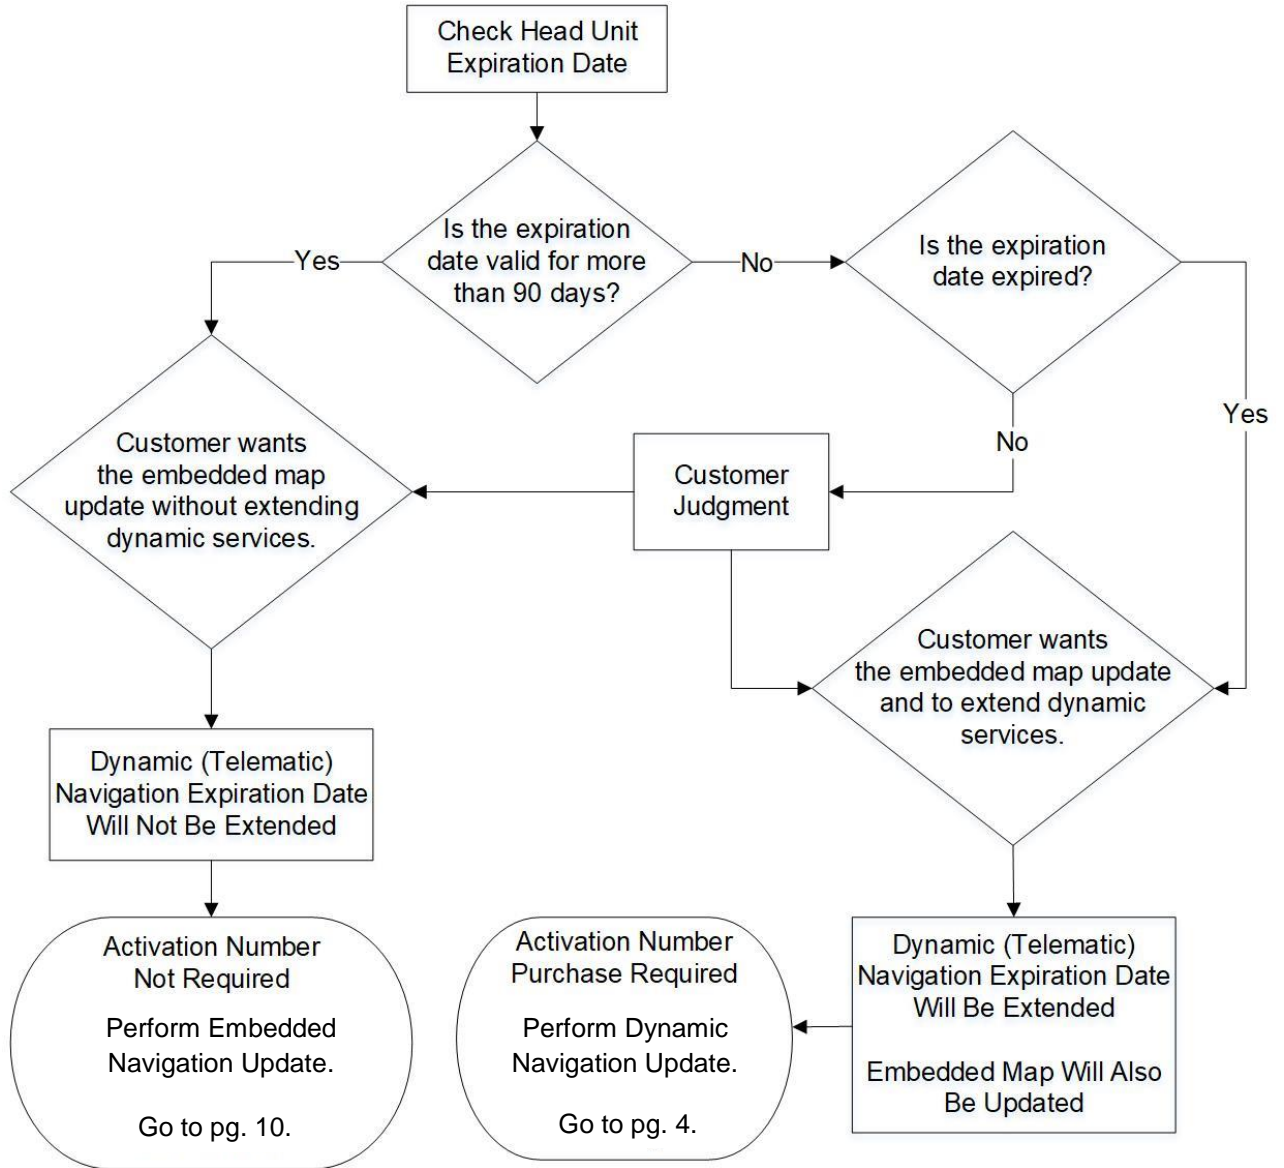 Check Head Unit
Expiration Date
Is the expiration
date valid for more
than 90 days?
Yes
No
Is the expiration
date expired?
Yes
No
Customer wants
the embedded map
update without extending
dynamic services.
Customer
Judgment
Customer wants
the embedded map update
and to extend dynamic
services.
Dynamic (Telematic)
Navigation Expiration Date
Will Not Be Extended
Activation Number
Not Required
Perform Embedded
Navigation Update.
Go to pg. 10.
Activation Number
Purchase Required
Perform Dynamic
Navigation Update.
Go to pg. 4.
Dynamic (Telematic)
Navigation Expiration Date
Will Be Extended
Embedded Map Will Also
Be Updated